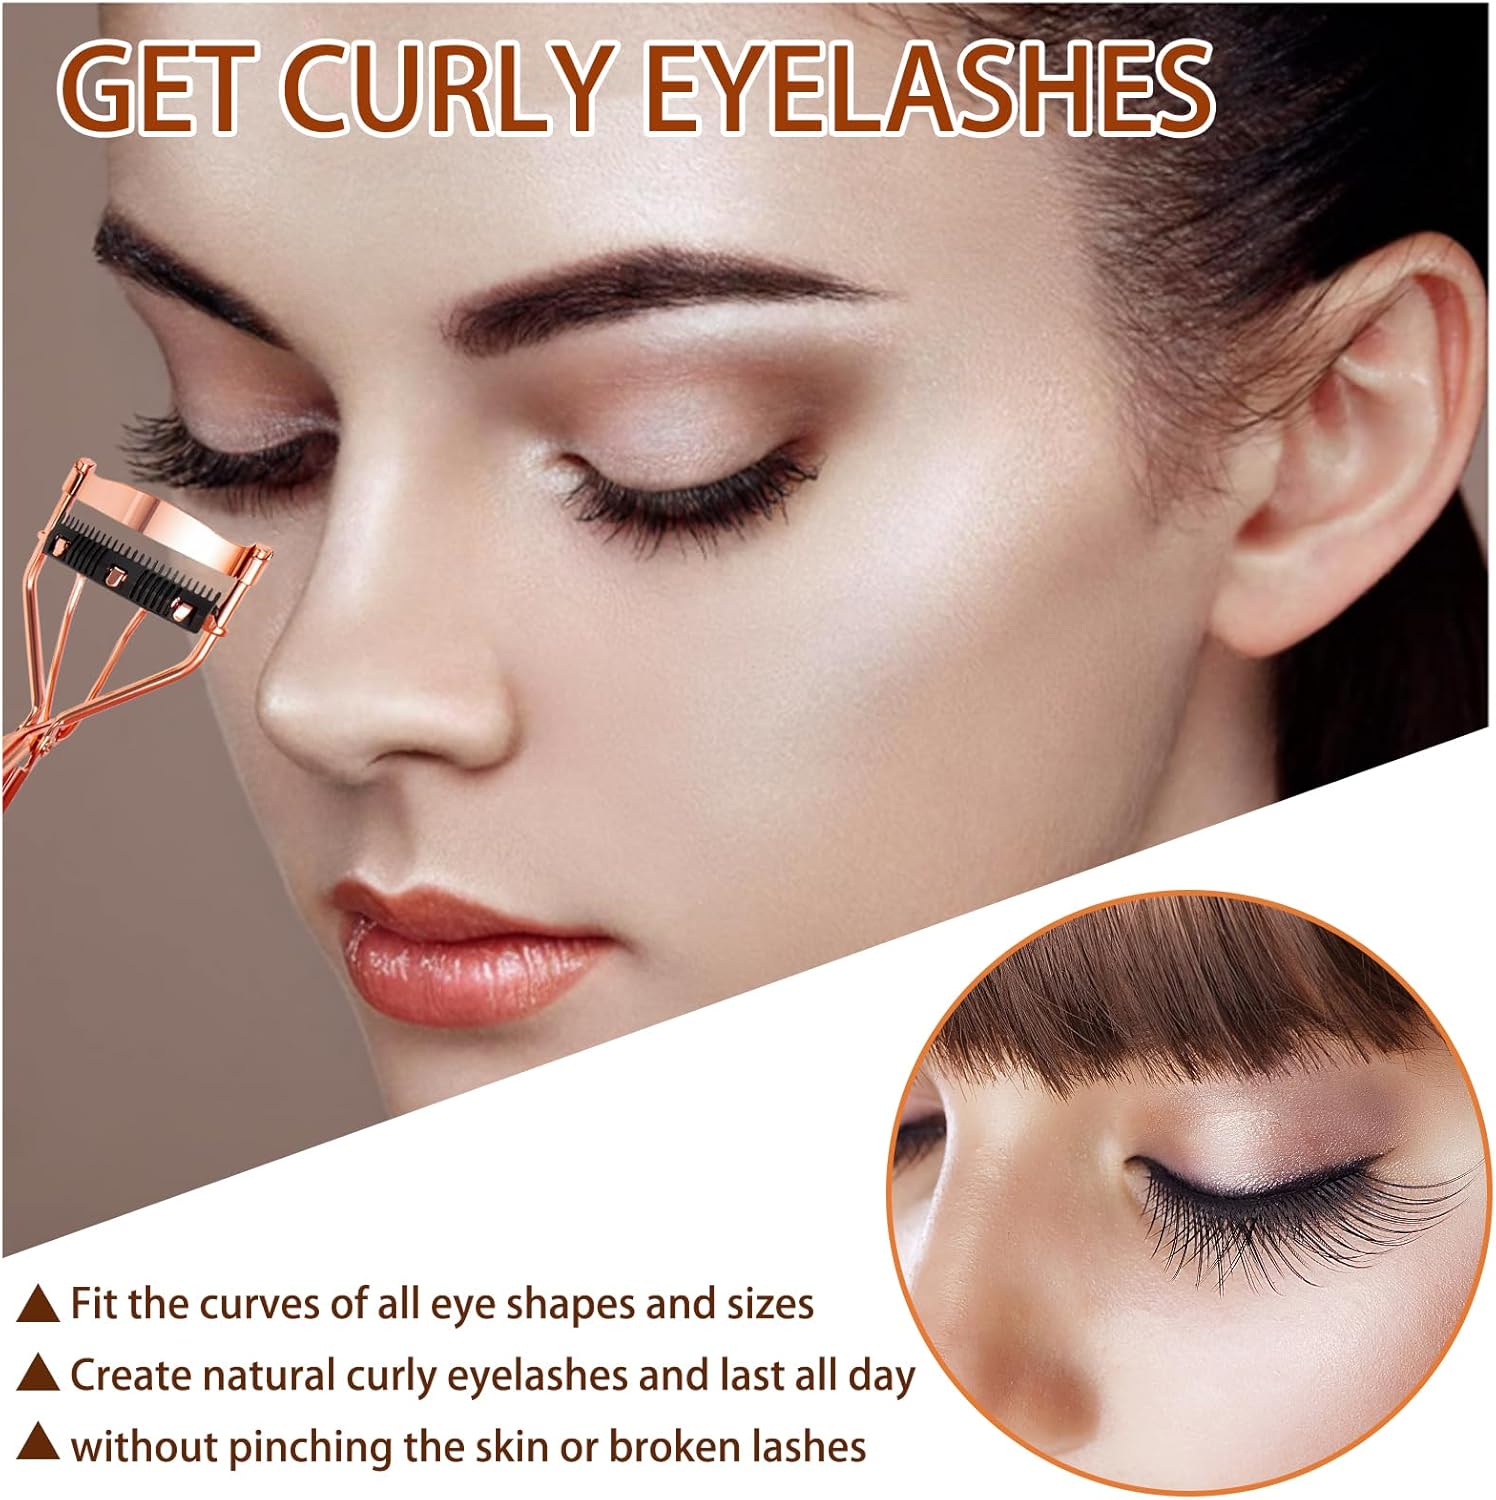 GET CURLY EYELASHES
Fit the curves of all eye shapes and sizes
Create natural curly eyelashes and last all day
without pinching the skin or broken lashes